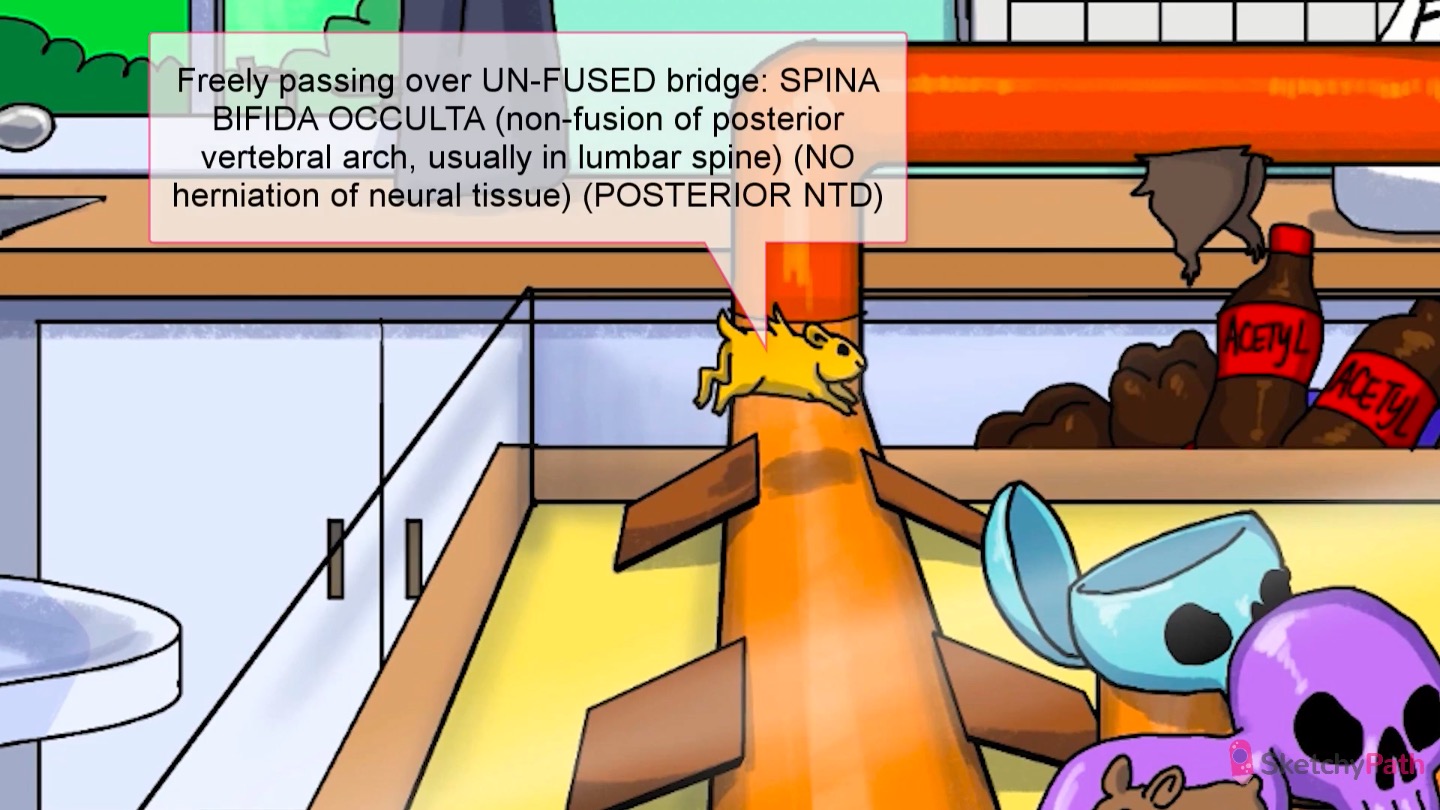 Freely passing over UN-FUSED bridge: SPINA
BIFIDA OCCULTA (non-fusion of posterior
vertebral arch, usually in lumbar spine) (NO
herniation of neural tissue) (POSTERIOR NTD)
ACETYL
ACETYL
SketchyPath